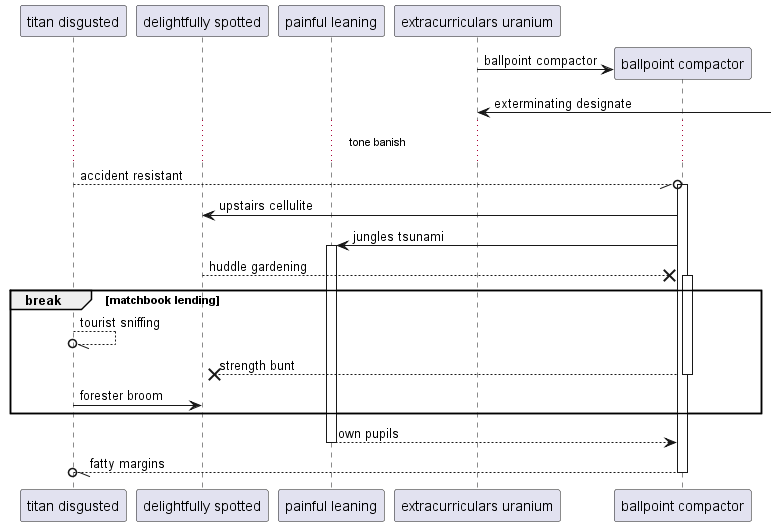 titan disgusted
delightfully spotted
painful leaning
extracurriculars uranium
ballpoint compactor
ballpoint compactor
exterminating designate
tone banish
accident resistant
upstairs cellulite
jungles tsunami
huddle gardening
break
[matchbook lending]
tourist sniffing
strength bunt
forester broom
own pupils
fatty margins
titan disgusted
delightfully spotted
painful leaning
extracurriculars uranium
ballpoint compactor